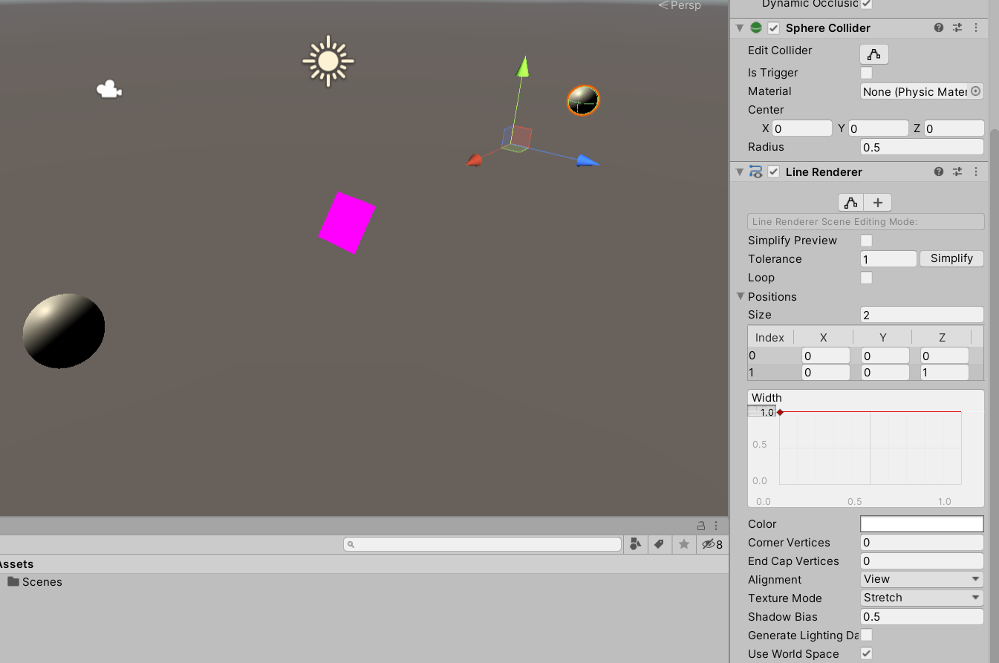 Persp
Dynamic Occlusic
Sphere Collider
Edit Collider
Is Trigger
Material None (Physic Mater
Center
X 0 Y 0 Z 0
Radius 0.5
Line Renderer
Line Renderer Scene Editing Mode:
Simplify Preview
Tolerance 1 Simplify
Loop
Positions
Size 2
Index X Y Z
0 0 0 0
1 0 0 1
Width
1.0
0.5
0.0
0.0 0.5 1.0
Color
Corner Vertices 0
End Cap Vertices 0
Alignment View
Texture Mode Stretch
Shadow Bias 0.5
Generate Lighting Da
Use World Space
8
Assets
Scenes